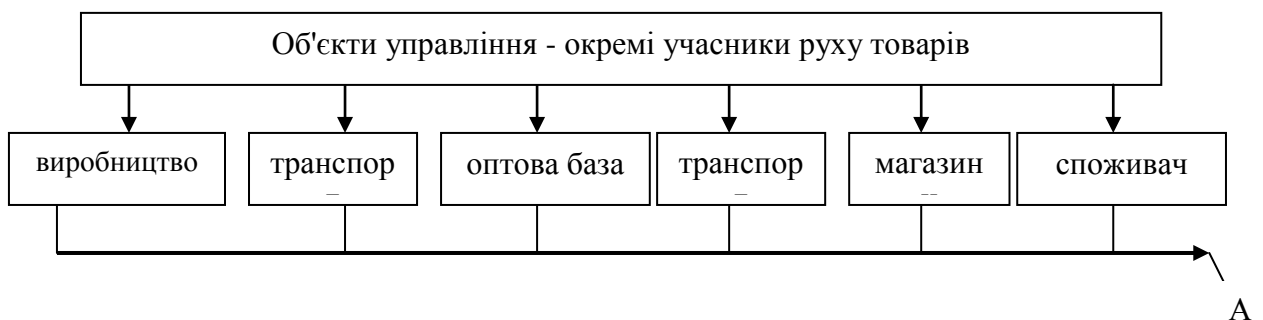 Об'єкти управління - окремі учасники руху товарів
виробництво
транспор
оптова база
транспор
магазин
споживач
А